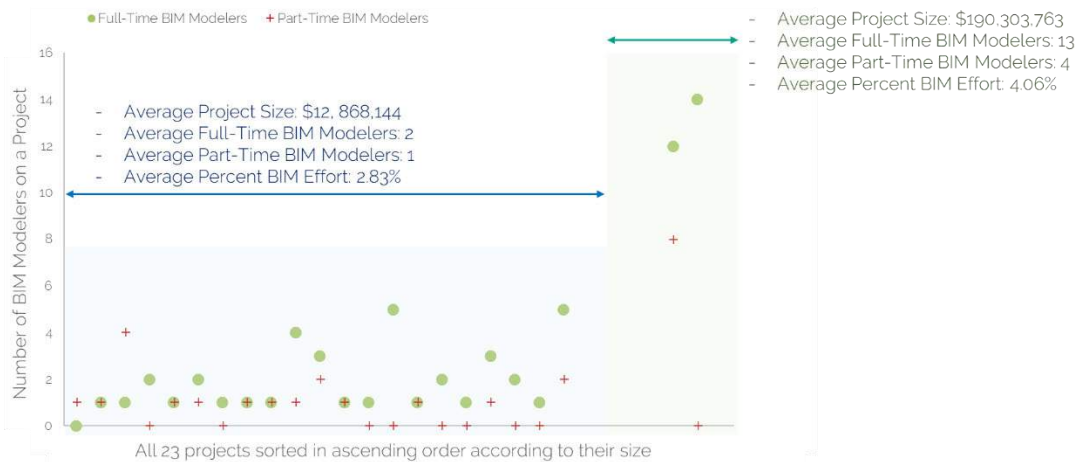 Full-Time BIM Modelers + Part-Time BIM Modelers
- Average Project Size: $190,303,763
- Average Full-Time BIM Modelers: 13
- Average Part-Time BIM Modelers: 4
- Average Percent BIM Effort: 4.06%
- Average Project Size: $12, 868,144
- Average Full-Time BIM Modelers: 2
- Average Part-Time BIM Modelers: 1
- Average Percent BIM Effort: 2.83%
Number of BIM Modelers on a Project
16
14
12
10
8
6
4
2
0
All 23 projects sorted in ascending order according to their size